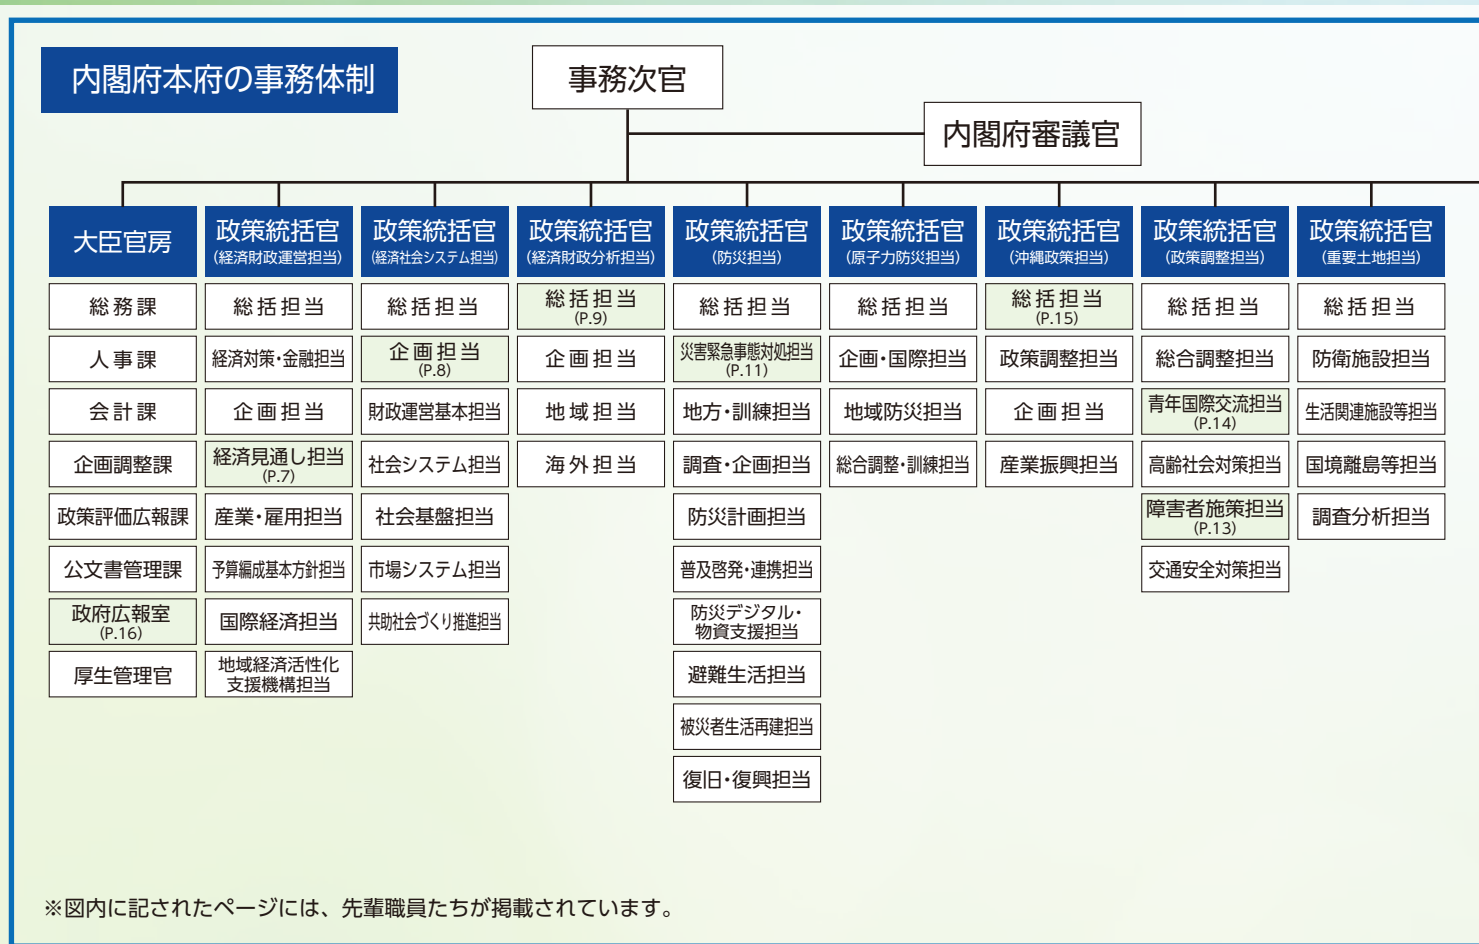 内閣府本府の事務体制
事務次官
内閣府審議官
大臣官房
総務課
人事課
会計課
企画調整課
政策評価広報課
公文書管理課
政府広報室
(P.16)
厚生管理官
政策統括官
(経済財政運営担当)
総括担当
経済対策・金融担当
企画担当
経済見通し担当
(P.7)
産業・雇用担当
予算編成基本方針担当
国際経済担当
地域経済活性化
支援機構担当
政策統括官
(経済社会システム担当)
総括担当
企画担当
(P.8)
財政運営基本担当
社会システム担当
社会基盤担当
市場システム担当
共助社会づくり推進担当
政策統括官
(経済財政分析担当)
総括担当
(P.9)
企画担当
地域担当
海外担当
政策統括官
(防災担当)
総括担当
災害緊急事態対処担当
(P.11)
地方・訓練担当
調査・企画担当
防災計画担当
普及啓発・連携担当
防災デジタル・
物資支援担当
避難生活担当
被災者生活再建担当
復旧・復興担当
政策統括官
(原子力防災担当)
総括担当
企画・国際担当
地域防災担当
総合調整・訓練担当
政策統括官
(沖縄政策担当)
総括担当
(P.15)
政策調整担当
企画担当
産業振興担当
政策統括官
(政策調整担当)
総括担当
総合調整担当
青年国際交流担当
(P.14)
高齢社会対策担当
障害者施策担当
(P.13)
交通安全対策担当
政策統括官
(重要土地担当)
総括担当
防衛施設担当
生活関連施設等担当
国境離島等担当
調査分析担当
※図内に記されたページには、先輩職員たちが掲載されています。